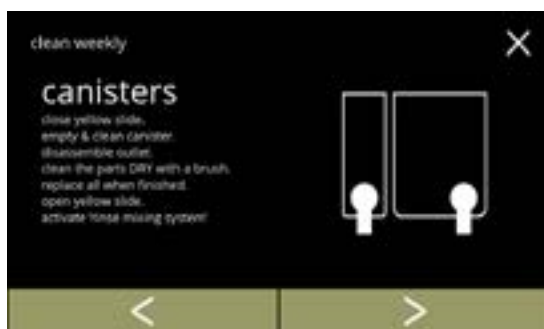 clean weekly
canisters
close yellow slide.
empty & clean canister.
disassemble outlet.
clean the parts DRY with a brush.
replace all when finished.
open yellow slide.
activate 'rinse mixing system'